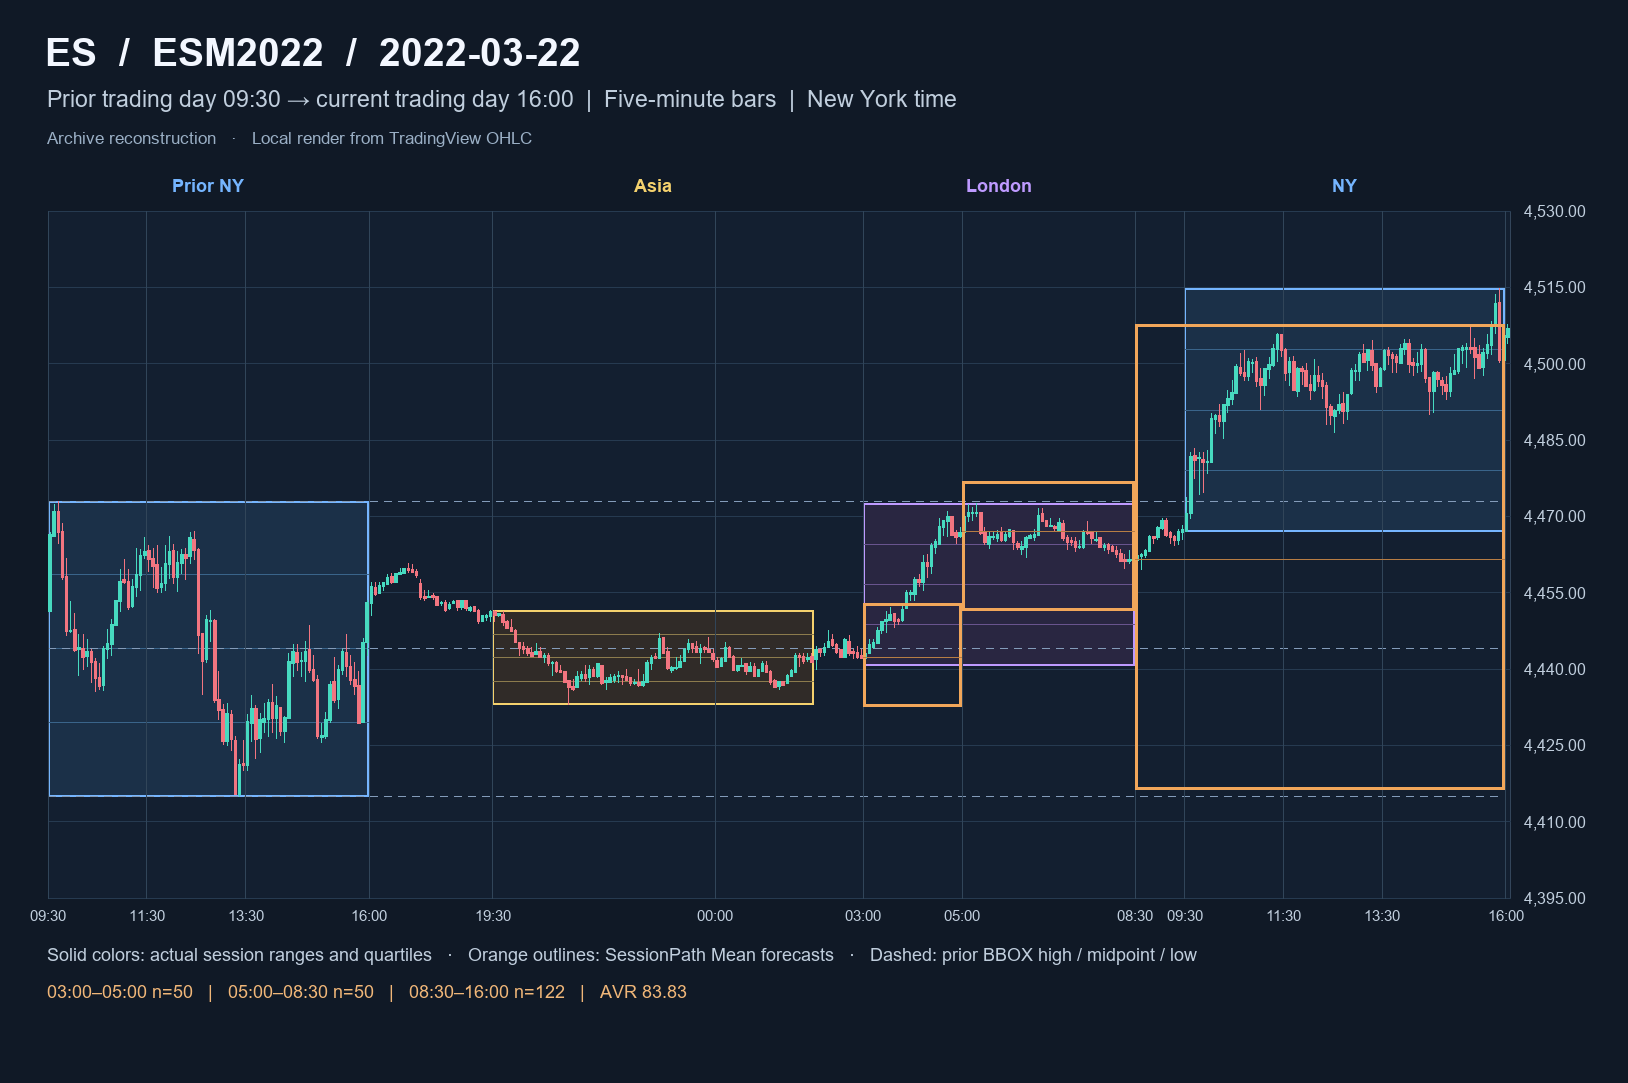 ES / ESM2022 / 2022-03-22
Prior trading day 09:30 → current trading day 16:00 | Five-minute bars | New York time
Archive reconstruction · Local render from TradingView OHLC
Prior NY Asia London NY
4,530.00
4,515.00
4,500.00
4,485.00
4,470.00
4,455.00
4,440.00
4,425.00
4,410.00
4,395.00
09:30 11:30 13:30 16:00 19:30 00:00 03:00 05:00 08:30 09:30 11:30 13:30 16:00
Solid colors: actual session ranges and quartiles · Orange outlines: SessionPath Mean forecasts · Dashed: prior BBOX high / midpoint / low
03:00–05:00 n=50 | 05:00–08:30 n=50 | 08:30–16:00 n=122 | AVR 83.83